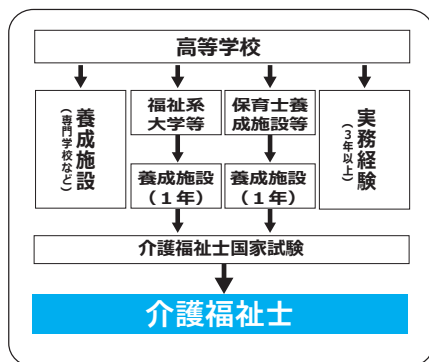 高等学校
養成施設
（専門学校など）
福祉系
大学等
保育士養
成施設等
実務経験
（３年以上）
養成施設
（１年）
養成施設
（１年）
介護福祉士国家試験
介護福祉士